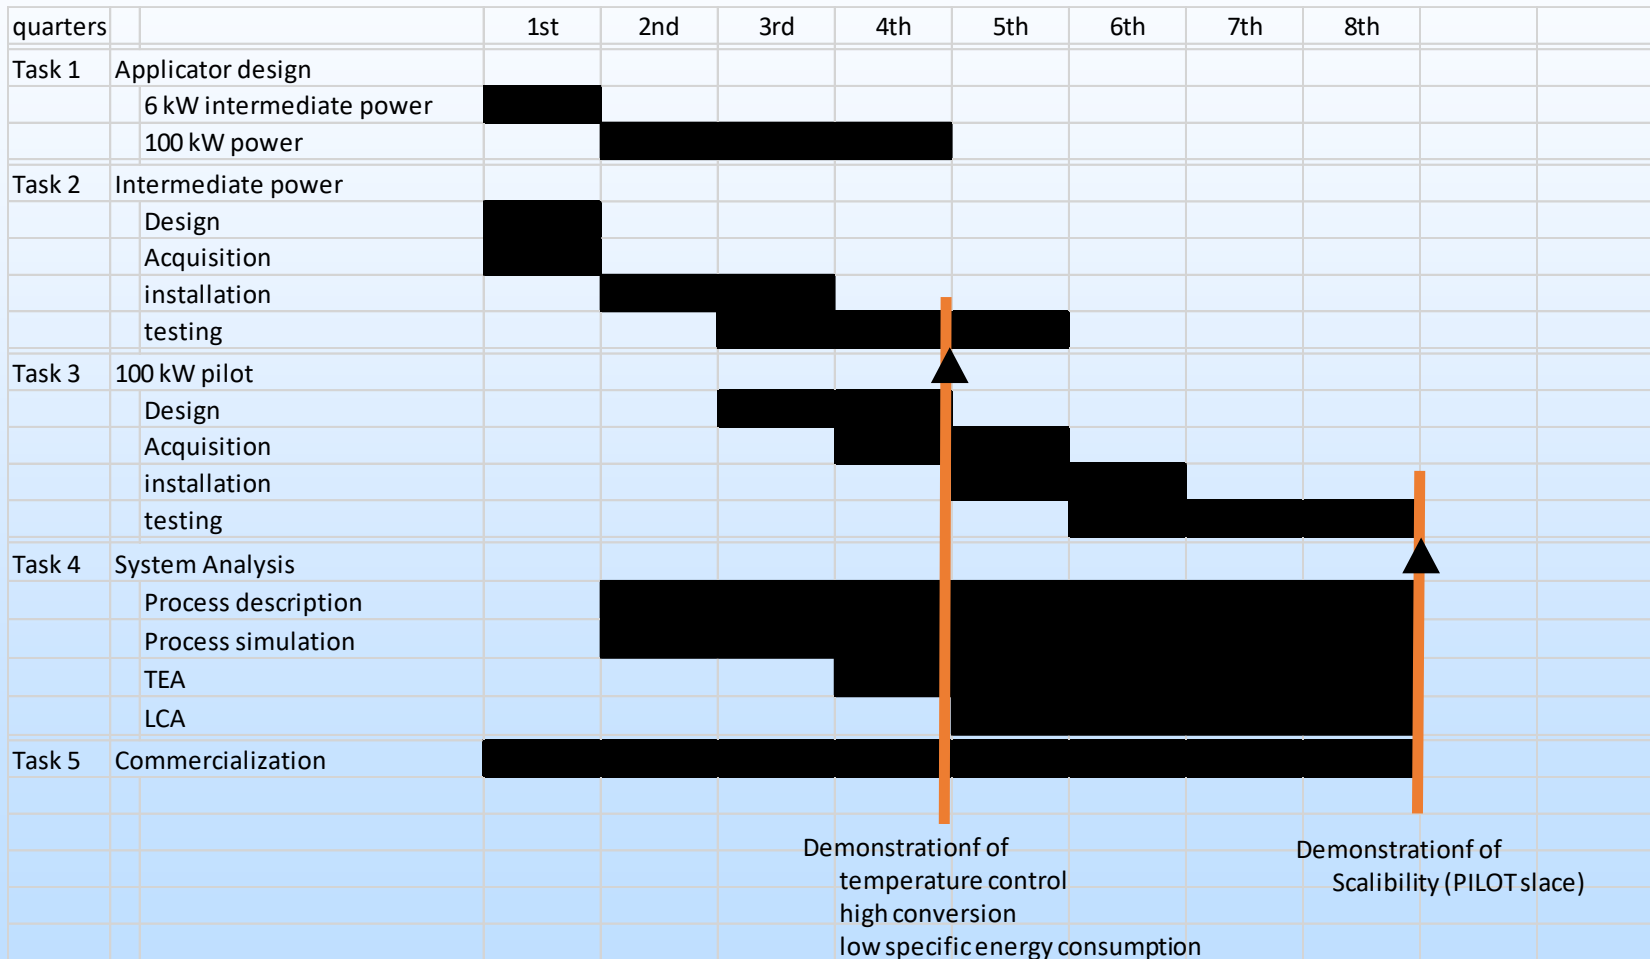 quarters 1st 2nd 3rd 4th 5th 6th 7th 8th
Task 1 Applicator design
6 kW intermediate power
100 kW power
Task 2 Intermediate power
Design
Acquisition
installation
testing
Task 3 100 kW pilot
Design
Acquisition
installation
testing
Task 4 System Analysis
Process description
Process simulation
TEA
LCA
Task 5 Commercialization
Demonstrationf of
temperature control
high conversion
low specific energy consumption
Demonstrationf of
Scalibility (PILOT slace)